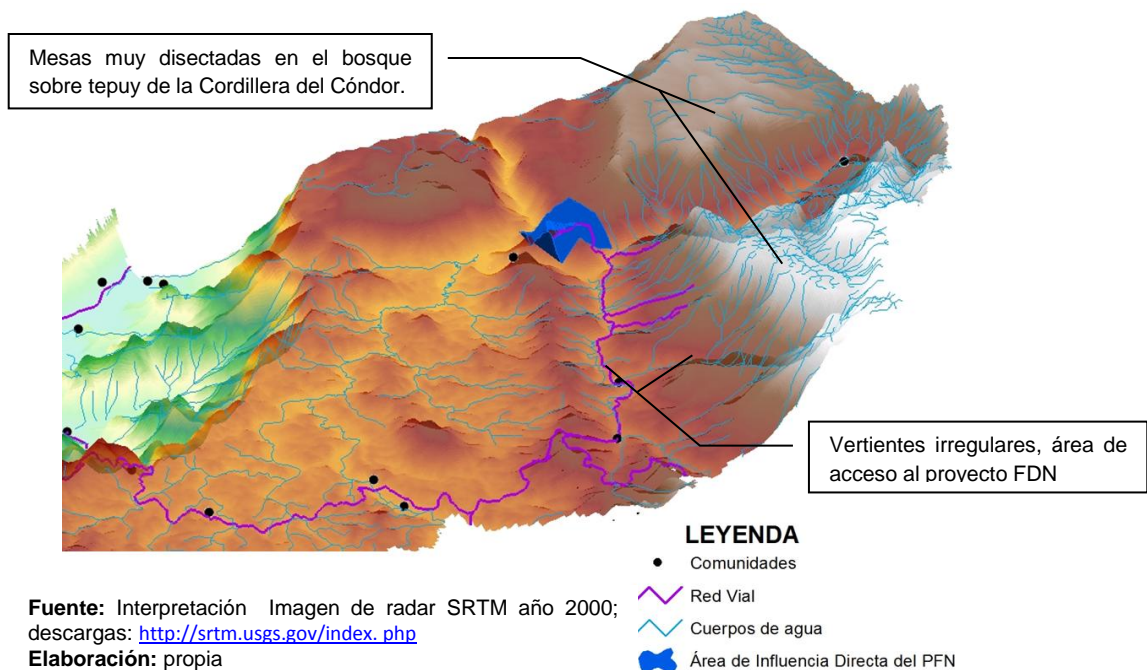 Mesas muy disectadas en el bosque
sobre tepuy de la Cordillera del Cóndor.
Vertientes irregulares, área de
acceso al proyecto FDN
LEYENDA
Comunidades
Red Vial
Cuerpos de agua
Área de Influencia Directa del PFN
Fuente: Interpretación Imagen de radar SRTM año 2000;
descargas: http://srtm.usgs.gov/index. php
Elaboración: propia